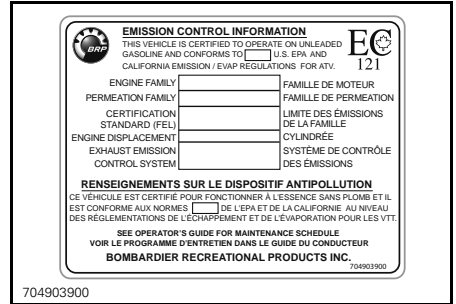 EMISSION CONTROL INFORMATION
THIS VEHICLE IS CERTIFIED TO OPERATE ON UNLEADED
GASOLINE AND CONFORMS TO U.S. EPA AND
CALIFORNIA EMISSION / EVAP REGULATIONS FOR ATV.
BRP
EC
121
ENGINE FAMILY FAMILLE DE MOTEUR
PERMEATION FAMILY FAMILLE DE PERMEATION
CERTIFICATION LIMITE DES ÉMISSIONS
STANDARD (FEL) DE LA FAMILLE
ENGINE DISPLACEMENT CYLINDRÉE
EXHAUST EMISSION SYSTÈME DE CONTRÔLE
CONTROL SYSTEM DES ÉMISSIONS
RENSEIGNEMENTS SUR LE DISPOSITIF ANTIPOLLUTION
CE VÉHICULE EST CERTIFIÉ POUR FONCTIONNER À L'ESSENCE SANS PLOMB ET IL
EST CONFORME AUX NORMES DE L'EPA ET DE LA CALIFORNIE AU NIVEAU
DES RÉGLEMENTATIONS DE L'ÉCHAPPEMENT ET DE L'ÉVAPORATION POUR LES VTT.
SEE OPERATOR'S GUIDE FOR MAINTENANCE SCHEDULE
VOIR LE PROGRAMME D'ENTRETIEN DANS LE GUIDE DU CONDUCTEUR
BOMBARDIER RECREATIONAL PRODUCTS INC.
704903900
704903900